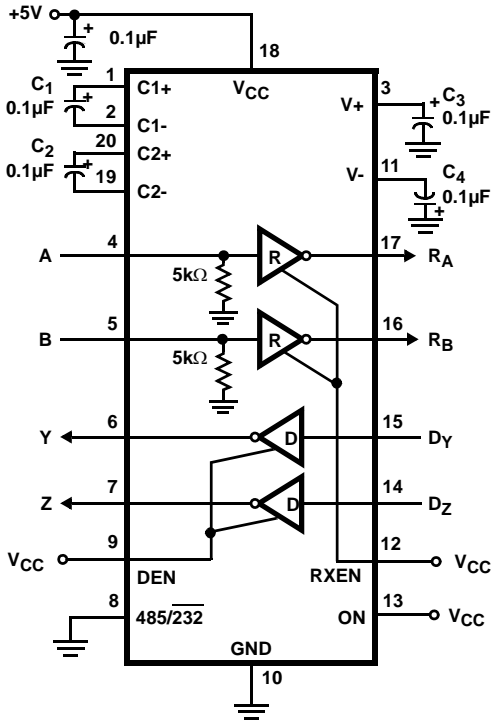 +5V
+ 0.1µF
18
VCC
C1 0.1µF + 1 C1+
2 C1-
C2 0.1µF + 20 C2+
19 C2-
3 V+ + C3 0.1µF
11 V- C4 0.1µF +
A 4 5kΩ R 17 RA
B 5 5kΩ R 16 RB
Y 6 D 15 DY
Z 7 D 14 DZ
VCC 9 DEN
RXEN 12 VCC
8 485/232
ON 13 VCC
GND
10